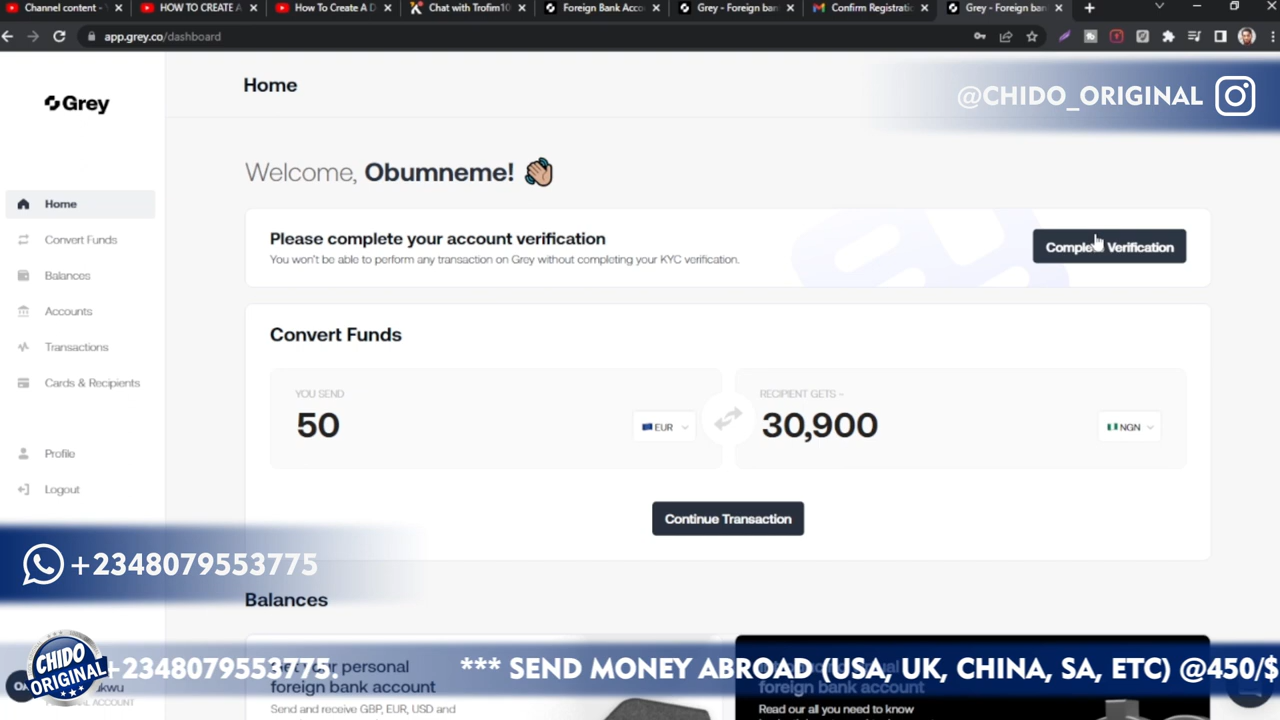 Channel content -
HOW TO CREATE A
How To Create A D
Chat with Trofim10
Foreign Bank Acco
Grey - Foreign ban
Confirm Registratio
Grey - Foreign ban
app.grey.co/dashboard
Grey
Home
@CHIDO_ORIGINAL
Welcome, Obumneme!
Home
Convert Funds
Balances
Accounts
Transactions
Cards & Recipients
Profile
Logout
Please complete your account verification
You won't be able to perform any transaction on Grey without completing your KYC verification.
Complete Verification
Convert Funds
YOU SEND
50
EUR
RECIPIENT GETS ~
30,900
NGN
Continue Transaction
+2348079553775
Balances
CHIDO
ORIGINAL
+2348079553775.
*** SEND MONEY ABROAD (USA, UK, CHINA, SA, ETC) @450/$
Get your personal
foreign bank account
Send and receive GBP, EUR, USD and
foreign bank account
Read our all you need to know